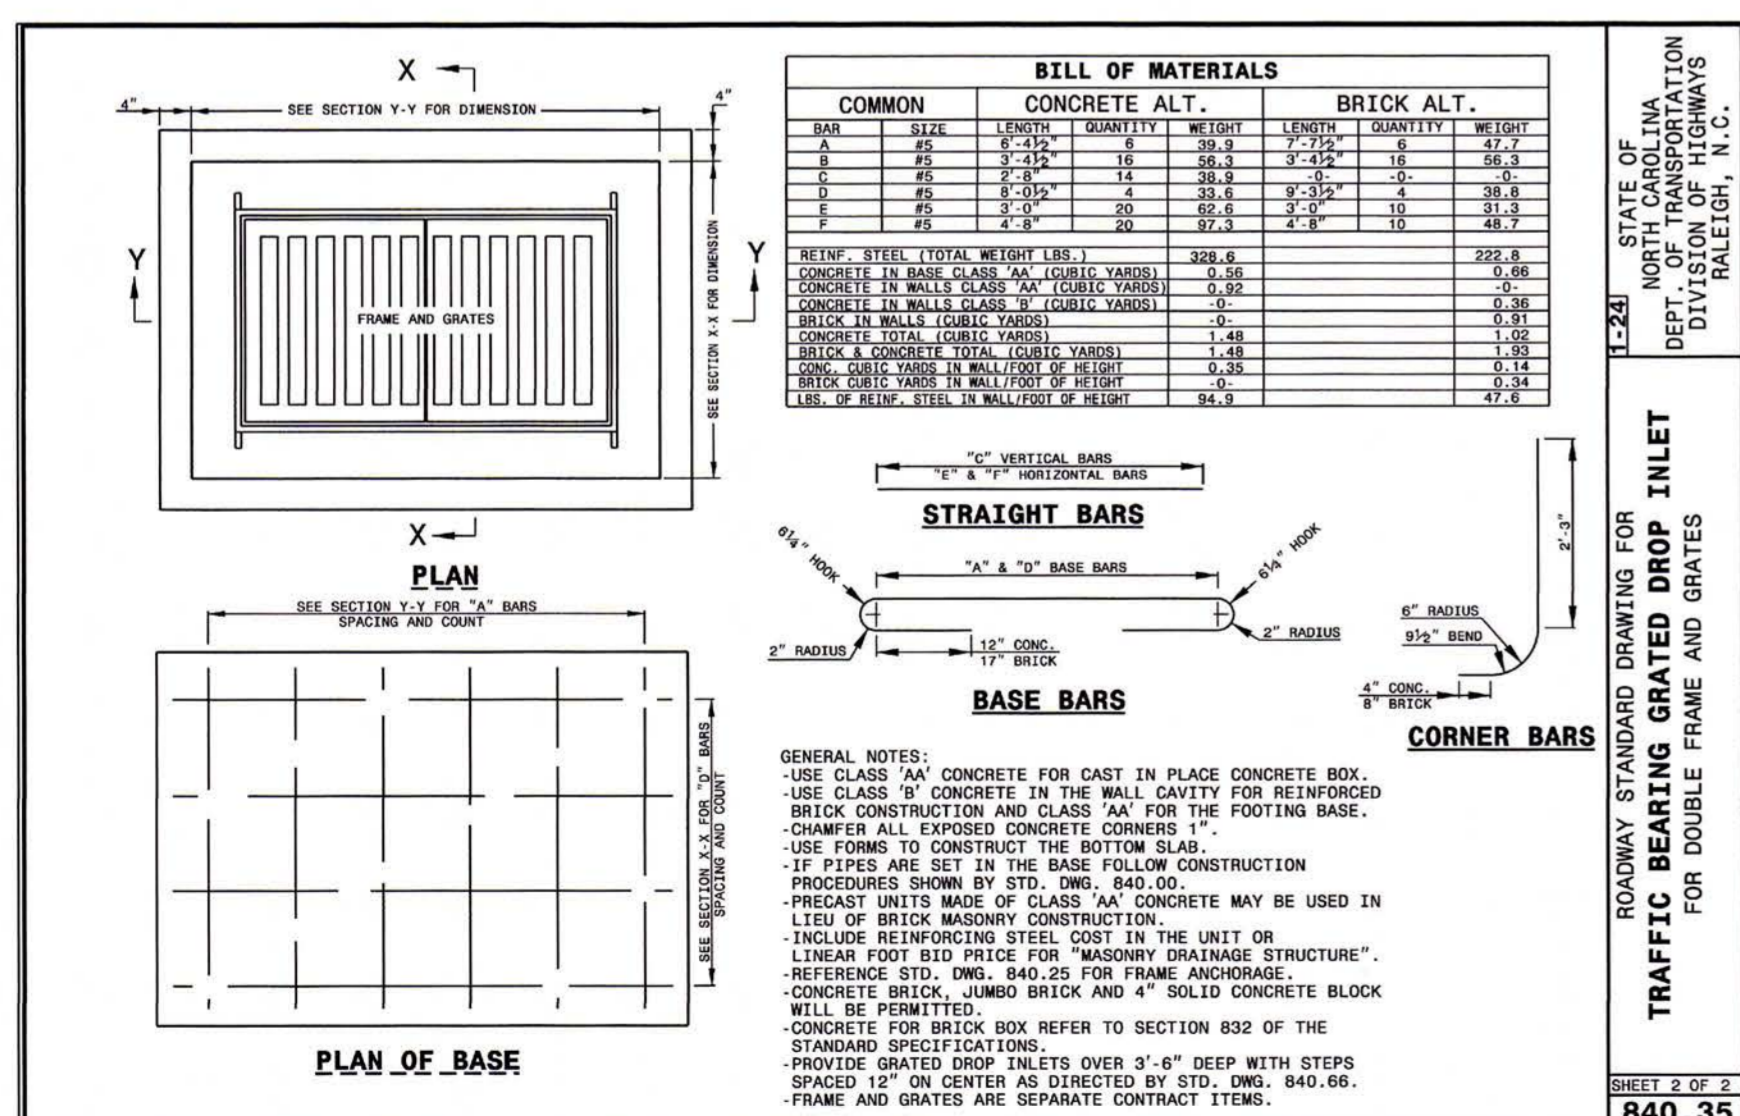 X
4"
SEE SECTION Y-Y FOR DIMENSION
4"
Y
FRAME AND GRATES
SEE SECTION X-X FOR DIMENSION
Y
X
PLAN
SEE SECTION Y-Y FOR "A" BARS
SPACING AND COUNT
SEE SECTION X-X FOR "D" BARS
SPACING AND COUNT
PLAN OF BASE
BILL OF MATERIALS
COMMON CONCRETE ALT. BRICK ALT.
BAR SIZE LENGTH QUANTITY WEIGHT LENGTH QUANTITY WEIGHT
A #5 6'-4½" 6 39.9 7'-7½" 6 47.7
B #5 3'-4½" 16 56.3 3'-4½" 16 56.3
C #5 2'-8" 14 38.9 -0- -0- -0-
D #5 8'-0½" 4 33.6 9'-3½" 4 38.8
E #5 3'-0" 20 62.6 3'-0" 10 31.3
F #5 4'-8" 20 97.3 4'-8" 10 48.7
REINF. STEEL (TOTAL WEIGHT LBS.) 328.6 222.8
CONCRETE IN BASE CLASS 'AA' (CUBIC YARDS) 0.56 0.66
CONCRETE IN WALLS CLASS 'AA' (CUBIC YARDS) 0.92 -0-
CONCRETE IN WALLS CLASS 'B' (CUBIC YARDS) -0- 0.36
BRICK IN WALLS (CUBIC YARDS) -0- 0.91
CONCRETE TOTAL (CUBIC YARDS) 1.48 1.02
BRICK & CONCRETE TOTAL (CUBIC YARDS) 1.48 1.93
CONC. CUBIC YARDS IN WALL/FOOT OF HEIGHT 0.35 0.14
BRICK CUBIC YARDS IN WALL/FOOT OF HEIGHT -0- 0.34
LBS. OF REINF. STEEL IN WALL/FOOT OF HEIGHT 94.9 47.6
"C" VERTICAL BARS
"E" & "F" HORIZONTAL BARS
STRAIGHT BARS
6¼" HOOK
"A" & "D" BASE BARS
6¼" HOOK
2" RADIUS
12" CONC.
17" BRICK
2" RADIUS
BASE BARS
2'-3"
6" RADIUS
9½" BEND
4" CONC.
8" BRICK
CORNER BARS
GENERAL NOTES:
-USE CLASS 'AA' CONCRETE FOR CAST IN PLACE CONCRETE BOX.
-USE CLASS 'B' CONCRETE IN THE WALL CAVITY FOR REINFORCED
BRICK CONSTRUCTION AND CLASS 'AA' FOR THE FOOTING BASE.
-CHAMFER ALL EXPOSED CONCRETE CORNERS 1".
-USE FORMS TO CONSTRUCT THE BOTTOM SLAB.
-IF PIPES ARE SET IN THE BASE FOLLOW CONSTRUCTION
PROCEDURES SHOWN BY STD. DWG. 840.00.
-PRECAST UNITS MADE OF CLASS 'AA' CONCRETE MAY BE USED IN
LIEU OF BRICK MASONRY CONSTRUCTION.
-INCLUDE REINFORCING STEEL COST IN THE UNIT OR
LINEAR FOOT BID PRICE FOR "MASONRY DRAINAGE STRUCTURE".
-REFERENCE STD. DWG. 840.25 FOR FRAME ANCHORAGE.
-CONCRETE BRICK, JUMBO BRICK AND 4" SOLID CONCRETE BLOCK
WILL BE PERMITTED.
-CONCRETE FOR BRICK BOX REFER TO SECTION 832 OF THE
STANDARD SPECIFICATIONS.
-PROVIDE GRATED DROP INLETS OVER 3'-6" DEEP WITH STEPS
SPACED 12" ON CENTER AS DIRECTED BY STD. DWG. 840.66.
-FRAME AND GRATES ARE SEPARATE CONTRACT ITEMS.
1-24
STATE OF
NORTH CAROLINA
DEPT. OF TRANSPORTATION
DIVISION OF HIGHWAYS
RALEIGH, N.C.
ROADWAY STANDARD DRAWING FOR
TRAFFIC BEARING GRATED DROP INLET
FOR DOUBLE FRAME AND GRATES
SHEET 2 OF 2
840.35